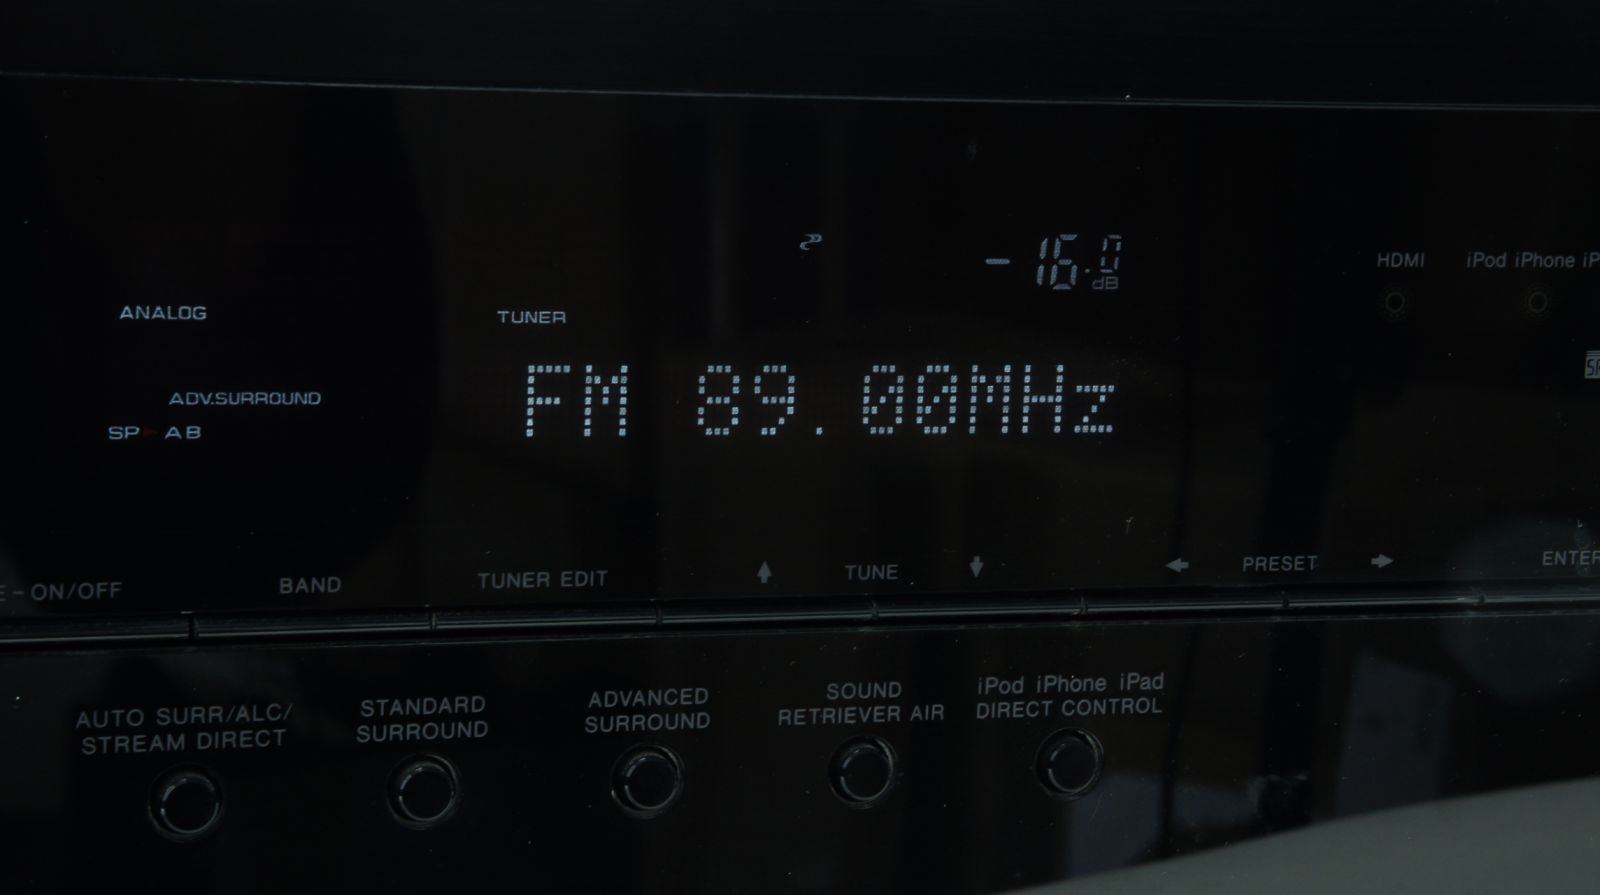 -16.0
dB
HDMI
iPod iPhone iP
ANALOG
TUNER
ADV.SURROUND
FM 89.00MHz
SP AB
E - ON/OFF
BAND
TUNER EDIT
TUNE
PRESET
ENTER
AUTO SURR/ALC/
STREAM DIRECT
STANDARD
SURROUND
ADVANCED
SURROUND
SOUND
RETRIEVER AIR
iPod iPhone iPad
DIRECT CONTROL